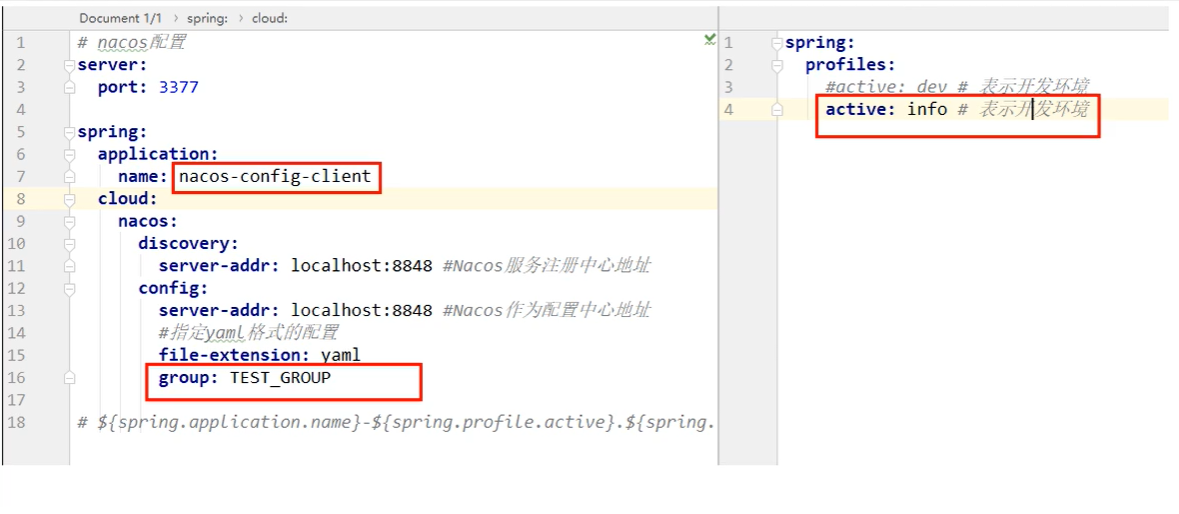 Document 1/1 › spring: › cloud:
1 # nacos配置
2 server:
3 port: 3377
4
5 spring:
6 application:
7 name: nacos-config-client
8 cloud:
9 nacos:
10 discovery:
11 server-addr: localhost:8848 #Nacos服务注册中心地址
12 config:
13 server-addr: localhost:8848 #Nacos作为配置中心地址
14 #指定yaml格式的配置
15 file-extension: yaml
16 group: TEST_GROUP
17
18 # ${spring.application.name}-${spring.profile.active}.${spring.
1 spring:
2 profiles:
3 #active: dev # 表示开发环境
4 active: info # 表示开发环境